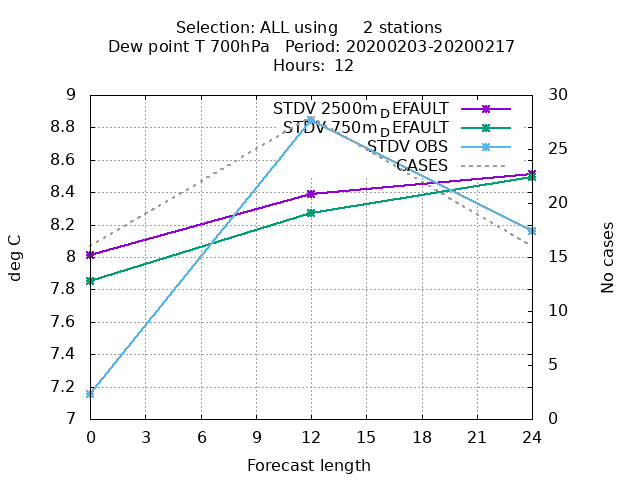 Selection: ALL using     2 stations
Dew point T 700hPa   Period: 20200203-20200217
Hours:  12
STDV 2500m_DEFAULT
STDV 750m_DEFAULT
STDV OBS
CASES
9
8.8
8.6
8.4
8.2
8
7.8
7.6
7.4
7.2
7
deg C
30
25
20
15
10
5
0
No cases
0 3 6 9 12 15 18 21 24
Forecast length